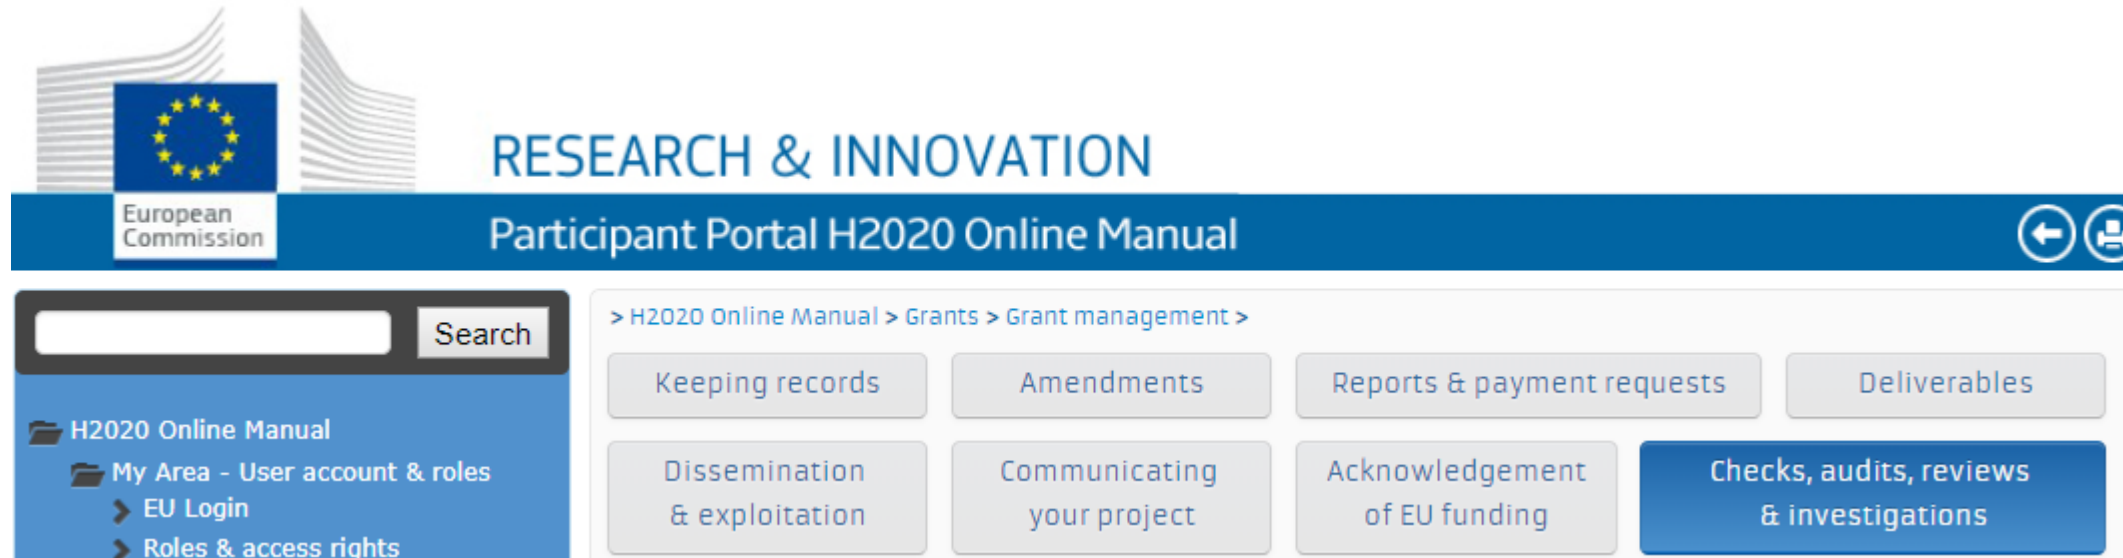 RESEARCH & INNOVATION
European
Commission
Participant Portal H2020 Online Manual
Search
H2020 Online Manual
My Area - User account & roles
EU Login
Roles & access rights
> H2020 Online Manual > Grants > Grant management >
Keeping records
Amendments
Reports & payment requests
Deliverables
Dissemination
& exploitation
Communicating
your project
Acknowledgement
of EU funding
Checks, audits, reviews
& investigations